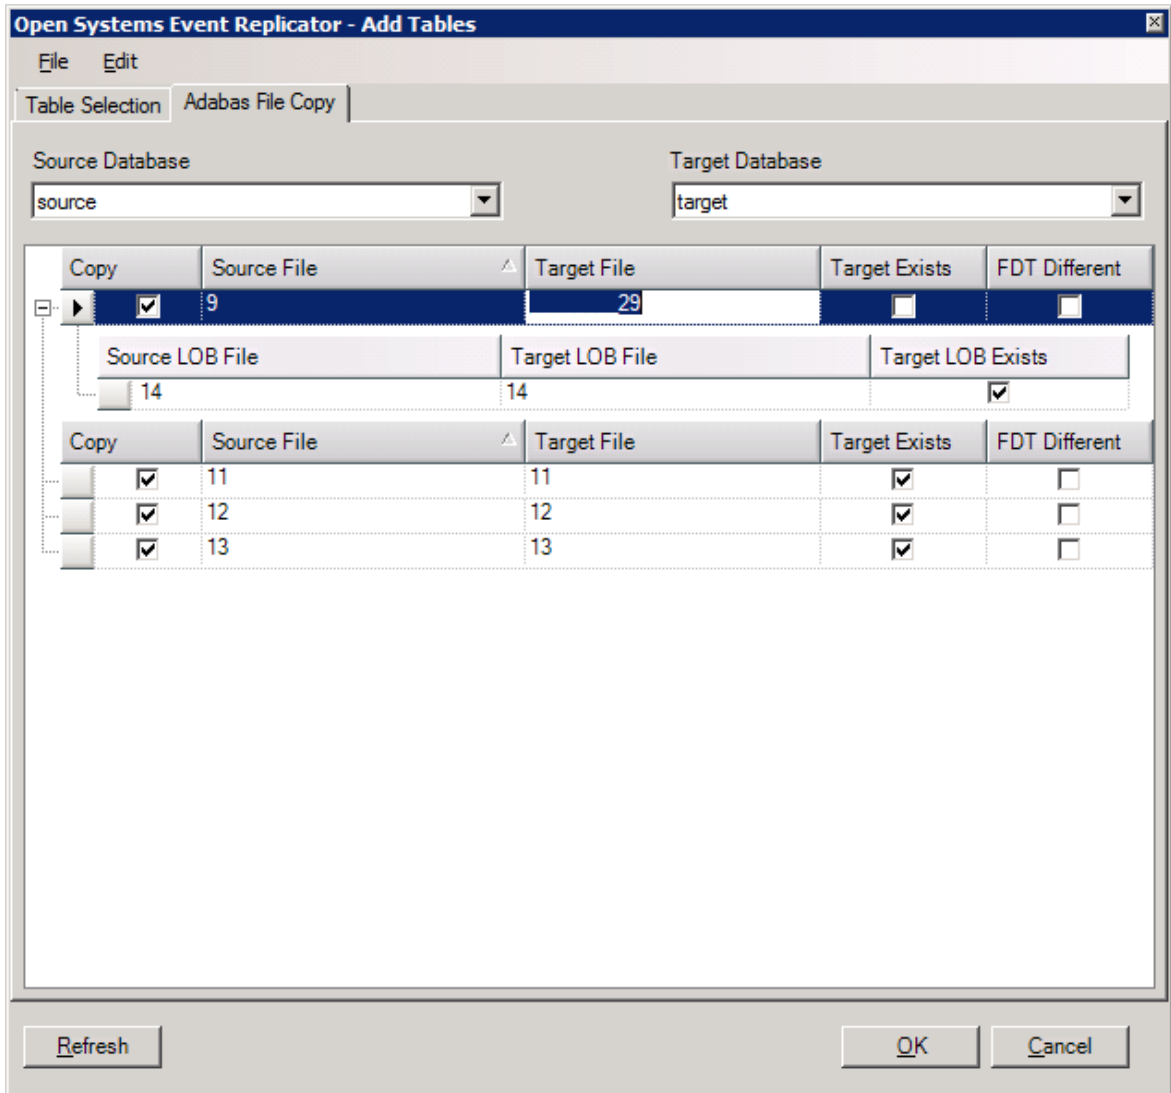 Open Systems Event Replicator - Add Tables
File Edit
Table Selection Adabas File Copy
Source Database Target Database
source target
Copy Source File Target File Target Exists FDT Different
9 29
Source LOB File Target LOB File Target LOB Exists
14 14
Copy Source File Target File Target Exists FDT Different
11 11
12 12
13 13
Refresh OK Cancel